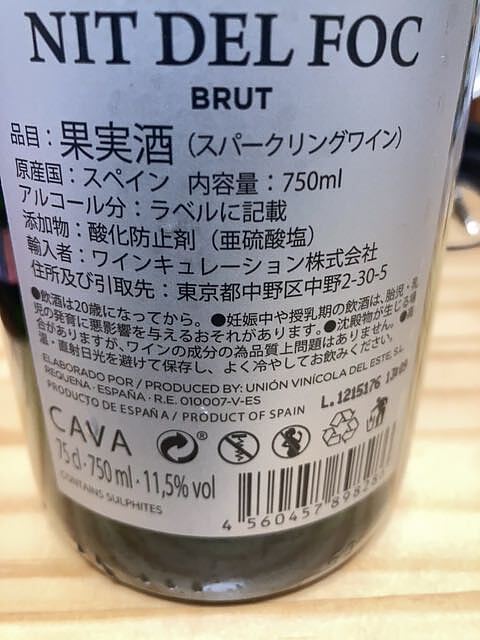 NIT DEL FOC
BRUT
品目：果実酒（スパークリングワイン）
原産国：スペイン　内容量：750ml
アルコール分：ラベルに記載
添加物：酸化防止剤（亜硫酸塩）
輸入者：ワインキュレーション株式会社
住所及び引取先：東京都中野区中野2-30-5
●飲酒は20歳になってから。●妊娠中や授乳期の飲酒は、胎児・乳
児の発育に悪影響を与えるおそれがあります。●沈殿物が生じる場
合がありますが、ワインの成分の為品質上問題はありません。●高
温・直射日光を避けて保存し、よく冷やしてお飲みください。
ELABORADO POR / PRODUCED BY: UNIÓN VINÍCOLA DEL ESTE, S.L.
REQUENA · ESPAÑA · R.E. 010007-V-ES
PRODUCTO DE ESPAÑA / PRODUCT OF SPAIN
L.1215176
CAVA
75 cl · 750 ml · 11,5% vol
CONTAINS SULPHITES
4 560457 898287